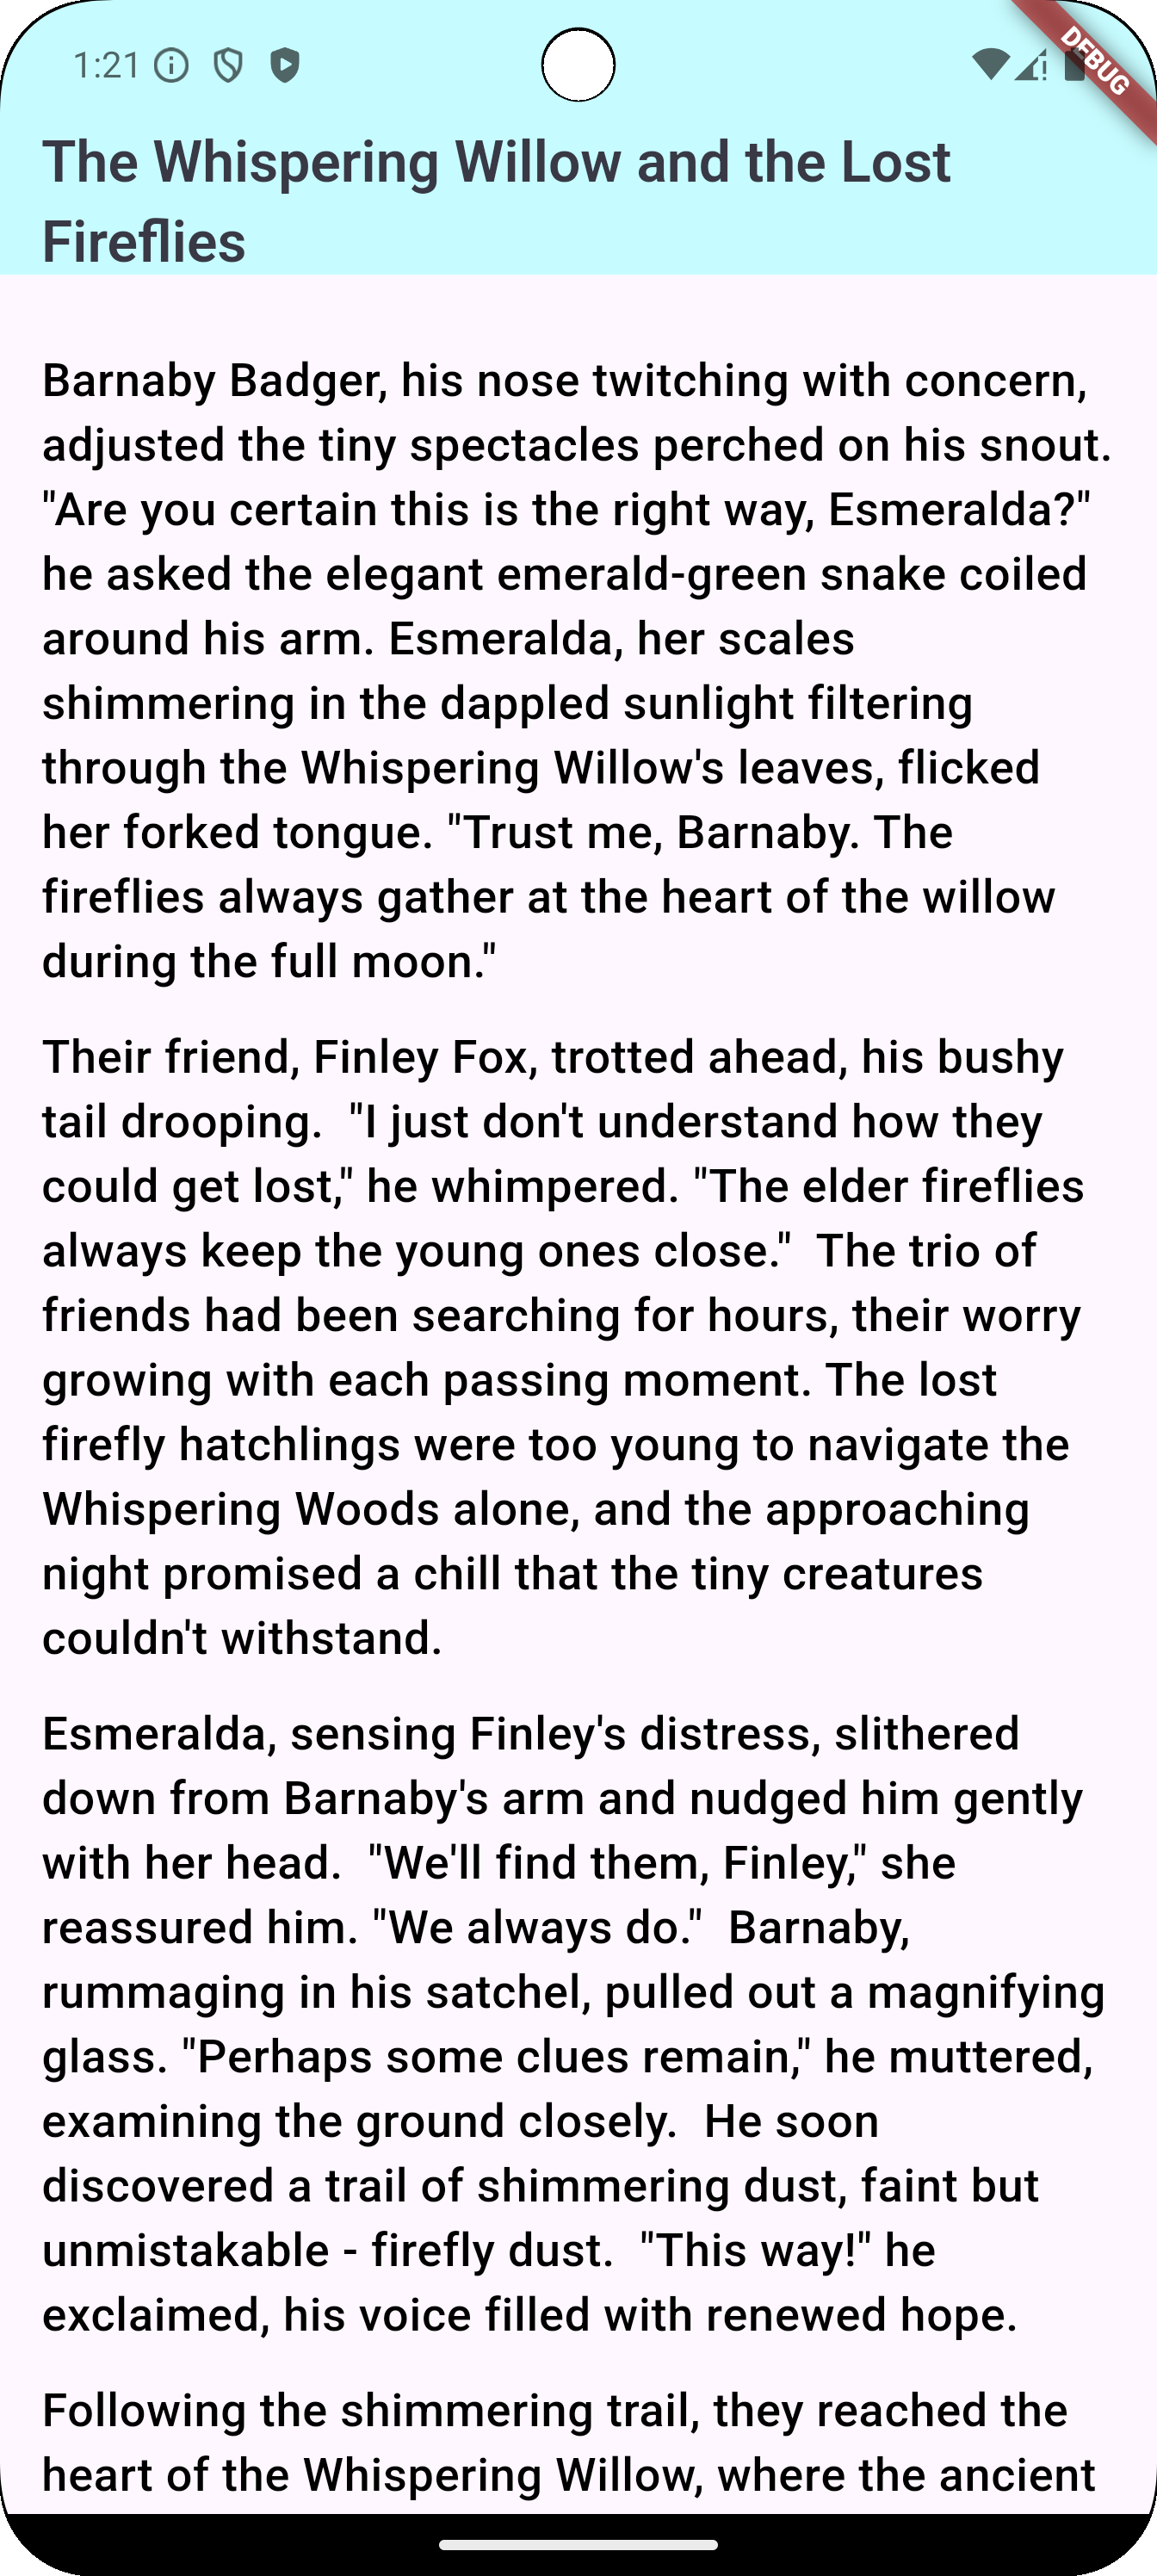 1:21
DEBUG
The Whispering Willow and the Lost
Fireflies
Barnaby Badger, his nose twitching with concern,
adjusted the tiny spectacles perched on his snout.
"Are you certain this is the right way, Esmeralda?"
he asked the elegant emerald-green snake coiled
around his arm. Esmeralda, her scales
shimmering in the dappled sunlight filtering
through the Whispering Willow's leaves, flicked
her forked tongue. "Trust me, Barnaby. The
fireflies always gather at the heart of the willow
during the full moon."
Their friend, Finley Fox, trotted ahead, his bushy
tail drooping.  "I just don't understand how they
could get lost," he whimpered. "The elder fireflies
always keep the young ones close."  The trio of
friends had been searching for hours, their worry
growing with each passing moment. The lost
firefly hatchlings were too young to navigate the
Whispering Woods alone, and the approaching
night promised a chill that the tiny creatures
couldn't withstand.
Esmeralda, sensing Finley's distress, slithered
down from Barnaby's arm and nudged him gently
with her head.  "We'll find them, Finley," she
reassured him. "We always do."  Barnaby,
rummaging in his satchel, pulled out a magnifying
glass. "Perhaps some clues remain," he muttered,
examining the ground closely.  He soon
discovered a trail of shimmering dust, faint but
unmistakable - firefly dust.  "This way!" he
exclaimed, his voice filled with renewed hope.
Following the shimmering trail, they reached the
heart of the Whispering Willow, where the ancient